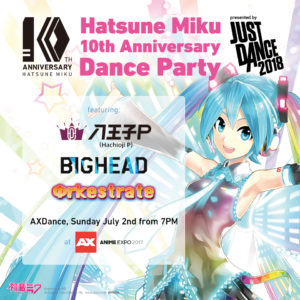 10TH
ANNIVERSARY
HATSUNE MIKU
Hatsune Miku
10th Anniversary
Dance Party
presented by
JUST
DANCE
2018
featuring:
八王子P
(Hachioji P)
BIGHEAD
Orkestrate
AXDance, Sunday July 2nd from 7PM
at AX ANIME EXPO 2017
初音ミク